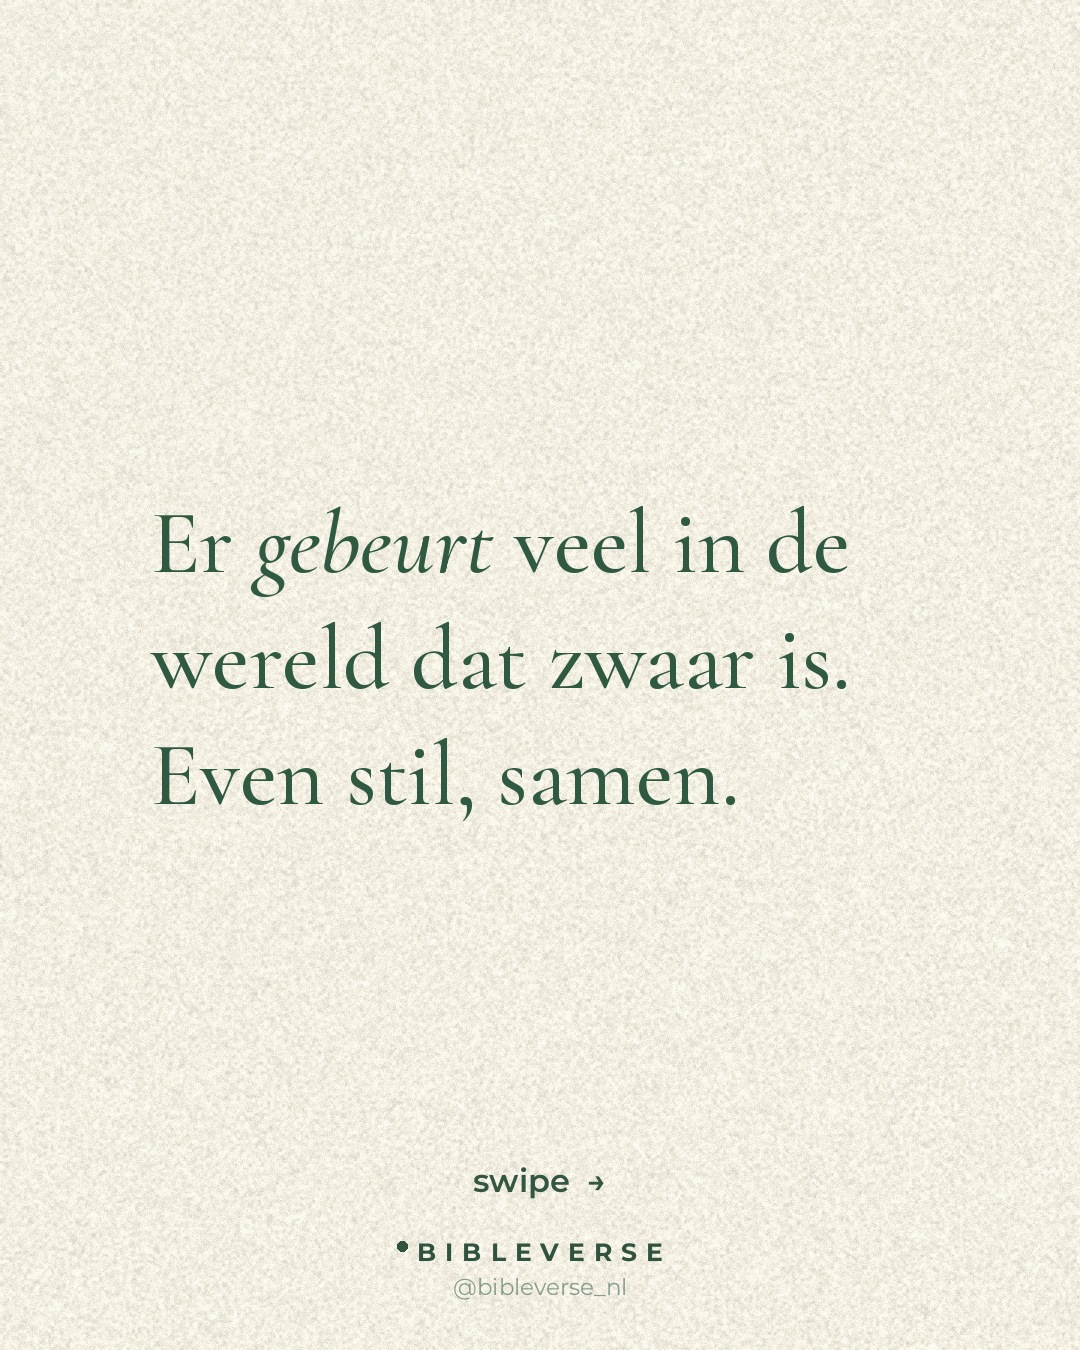 Er gebeurt veel in de
wereld dat zwaar is.
Even stil, samen.
swipe →
BIBLEVERSE
@bibleverse_nl